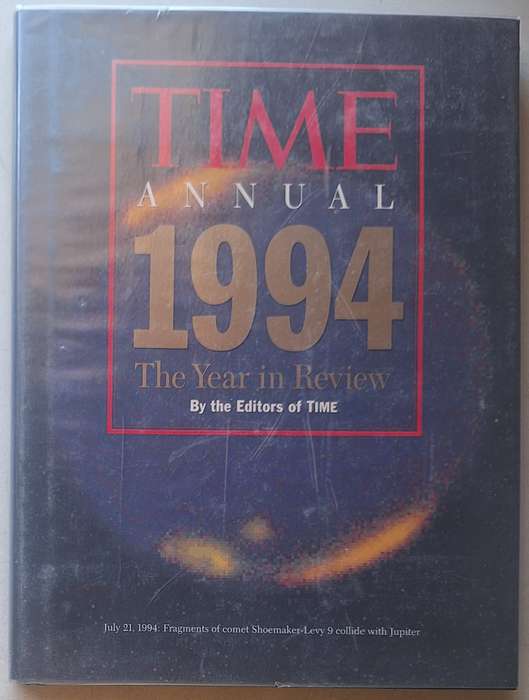 TIME
ANNUAL
1994
The Year in Review
By the Editors of TIME
July 21, 1994: Fragments of comet Shoemaker-Levy 9 collide with Jupiter